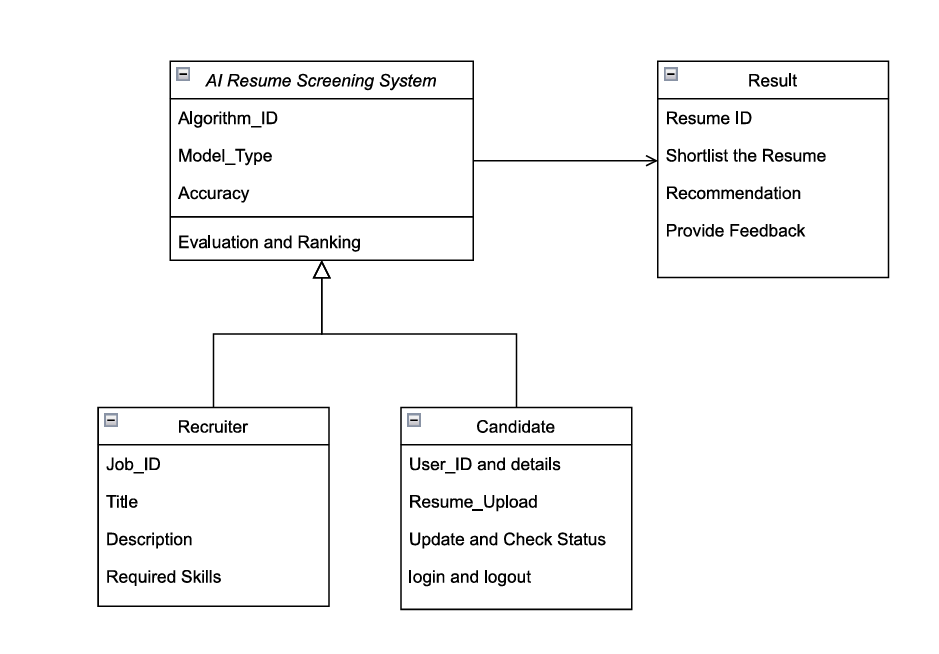 AI Resume Screening System
Algorithm_ID
Model_Type
Accuracy
Evaluation and Ranking
Result
Resume ID
Shortlist the Resume
Recommendation
Provide Feedback
Recruiter
Job_ID
Title
Description
Required Skills
Candidate
User_ID and details
Resume_Upload
Update and Check Status
login and logout